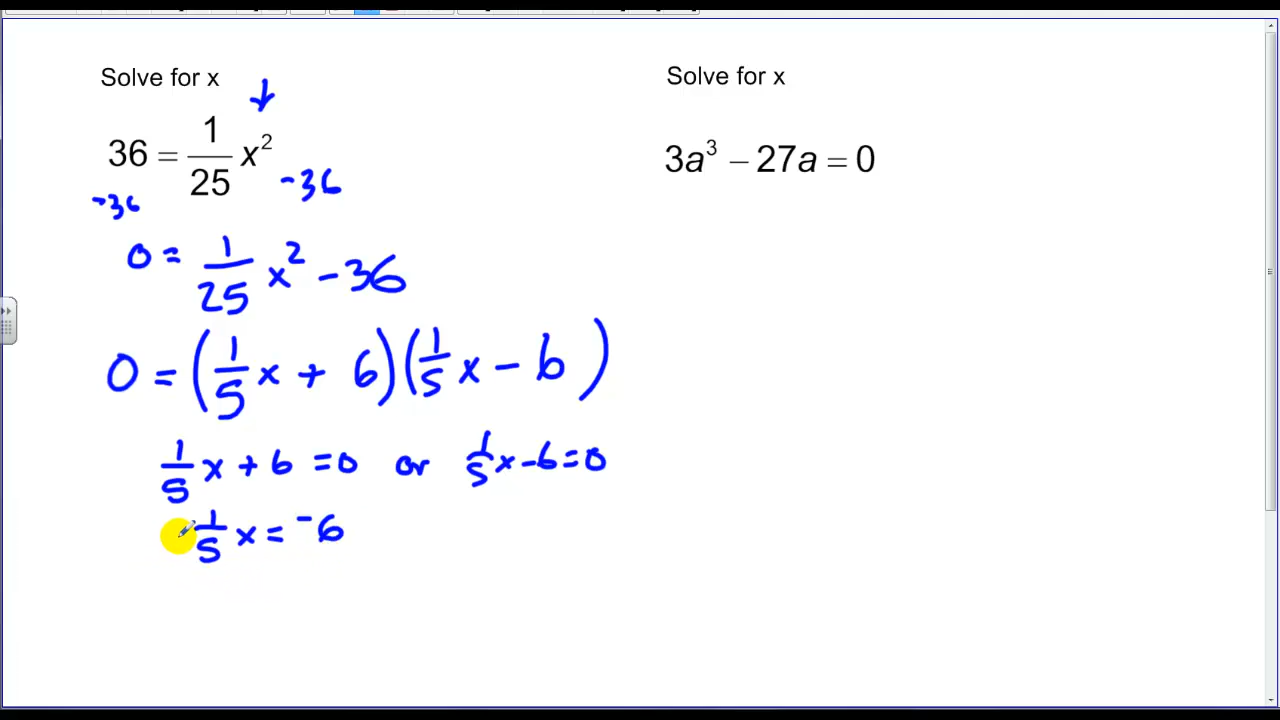 Solve for x
36 = 1/25 x²
-36 -36
0 = 1/25 x² - 36
0 = (1/5 x + 6)(1/5 x - 6)
1/5 x + 6 = 0 or 1/5 x - 6 = 0
1/5 x = -6
Solve for x
3a³ − 27a = 0